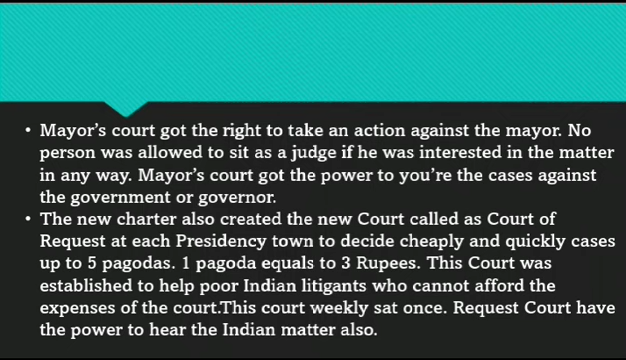 • Mayor's court got the right to take an action against the mayor. No
person was allowed to sit as a judge if he was interested in the matter
in any way. Mayor's court got the power to you're the cases against
the government or governor.
• The new charter also created the new Court called as Court of
Request at each Presidency town to decide cheaply and quickly cases
up to 5 pagodas. 1 pagoda equals to 3 Rupees. This Court was
established to help poor Indian litigants who cannot afford the
expenses of the court.This court weekly sat once. Request Court have
the power to hear the Indian matter also.